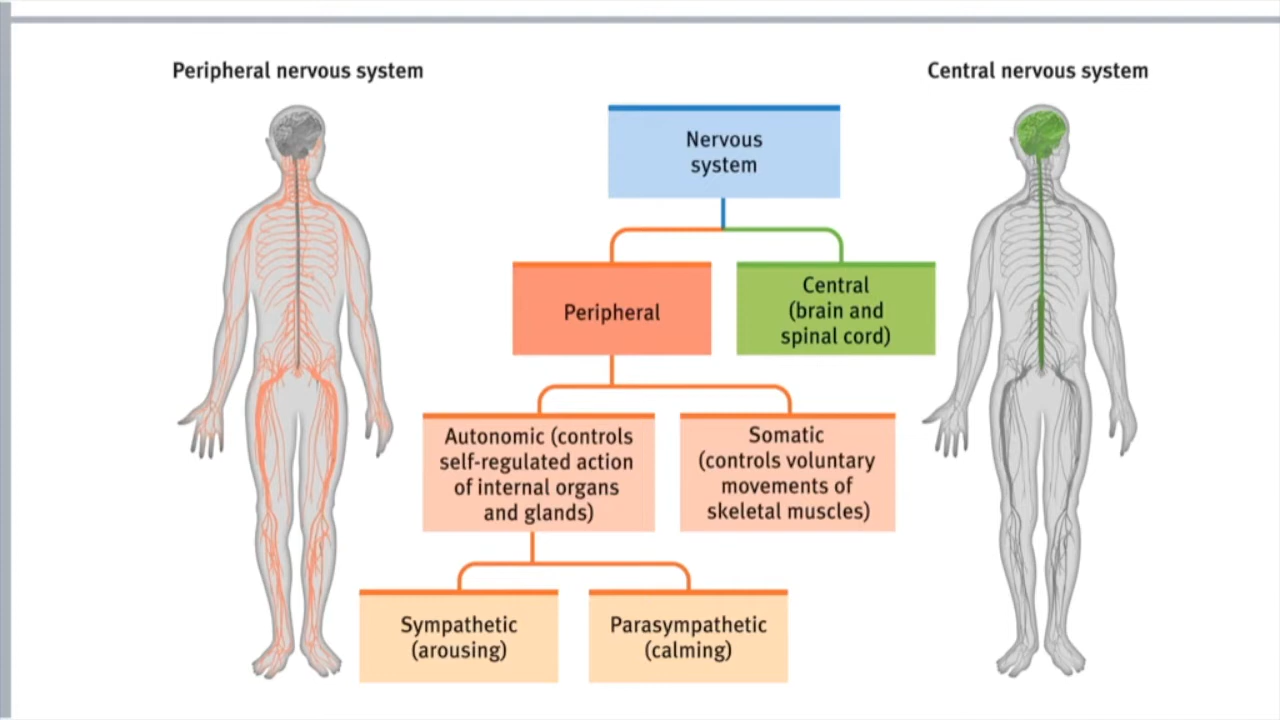 Peripheral nervous system
Central nervous system
Nervous
system
Peripheral
Central
(brain and
spinal cord)
Autonomic (controls
self-regulated action
of internal organs
and glands)
Somatic
(controls voluntary
movements of
skeletal muscles)
Sympathetic
(arousing)
Parasympathetic
(calming)